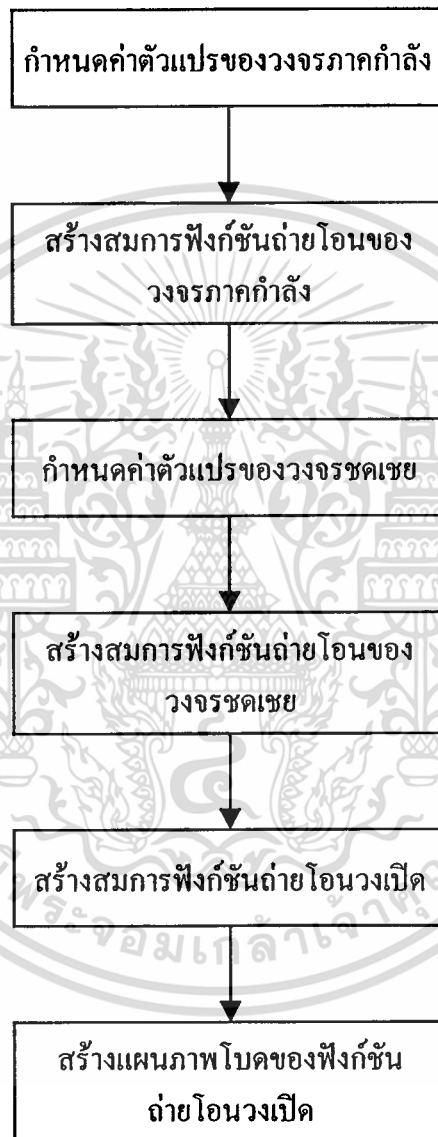 กำหนดค่าตัวแปรของวงจรภาคกำลัง
สร้างสมการฟังก์ชันถ่ายโอนของ
วงจรภาคกำลัง
กำหนดค่าตัวแปรของวงจรชดเชย
สร้างสมการฟังก์ชันถ่ายโอนของ
วงจรชดเชย
สร้างสมการฟังก์ชันถ่ายโอนวงเปิด
สร้างแผนภาพโบดของฟังก์ชัน
ถ่ายโอนวงเปิด